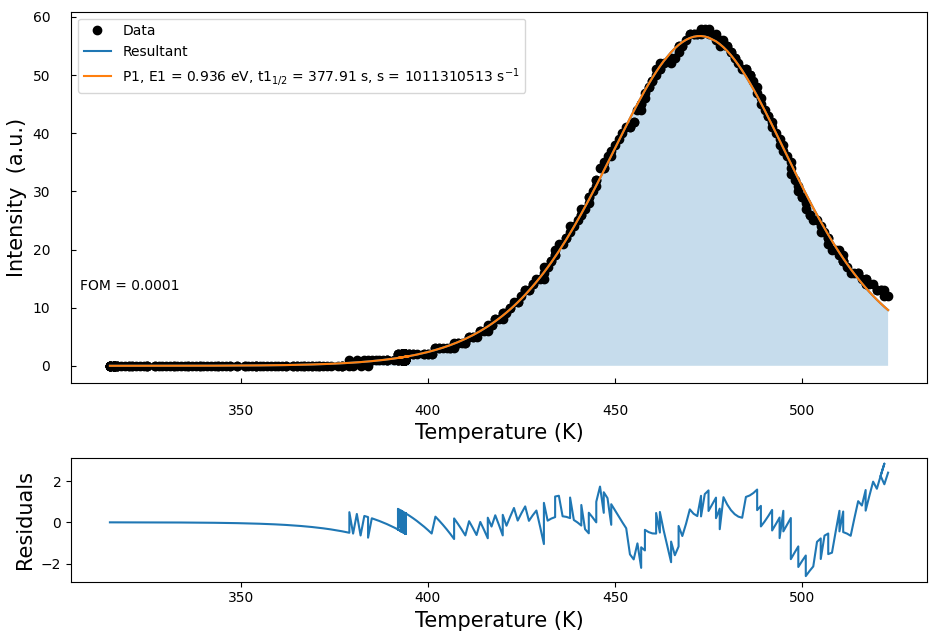 60
50
40
30
20
10
0
Intensity  (a.u.)
Data
Resultant
P1, E1 = 0.936 eV, t1₁/₂ = 377.91 s, s = 1011310513 s⁻¹
FOM = 0.0001
350 400 450 500
Temperature (K)
2
0
−2
Residuals
350 400 450 500
Temperature (K)